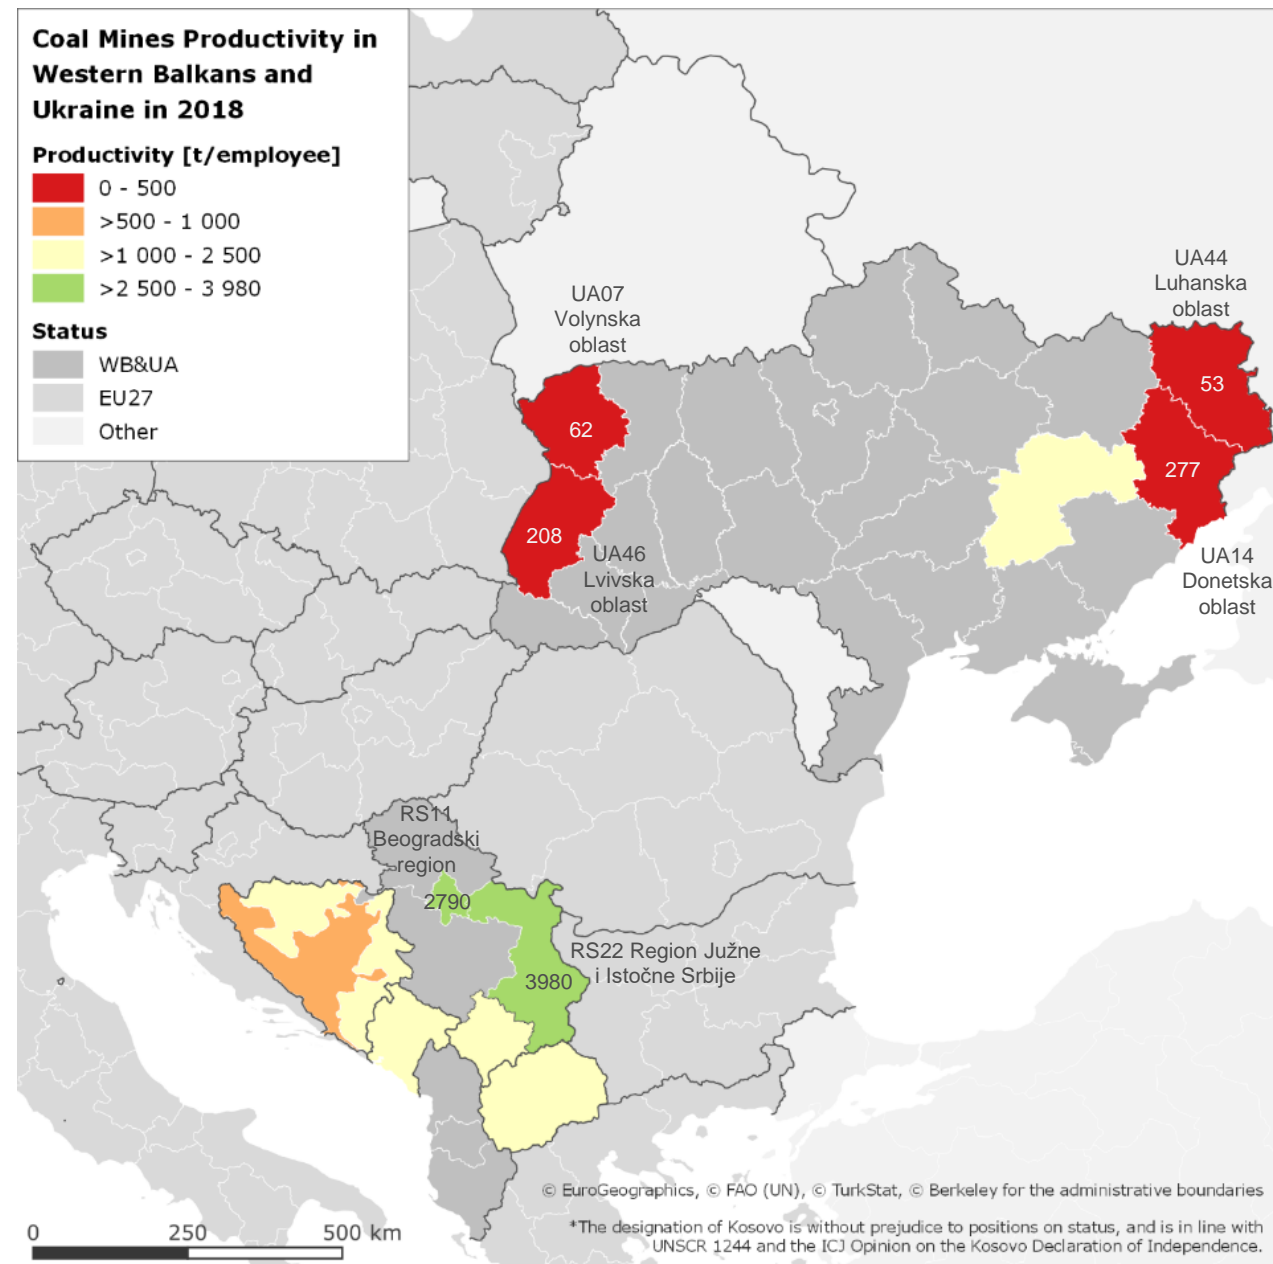 Coal Mines Productivity in
Western Balkans and
Ukraine in 2018
Productivity [t/employee]
0 - 500
>500 - 1 000
>1 000 - 2 500
>2 500 - 3 980
Status
WB&UA
EU27
Other
UA44
Luhanska
oblast
UA07
Volynska
oblast
53
62
277
208
UA46
Lvivska
oblast
UA14
Donetska
oblast
RS11
Beogradski
region
2790
RS22 Region Južne
i Istočne Srbije
3980
© EuroGeographics, © FAO (UN), © TurkStat, © Berkeley for the administrative boundaries
*The designation of Kosovo is without prejudice to positions on status, and is in line with
UNSCR 1244 and the ICJ Opinion on the Kosovo Declaration of Independence.
0 250 500 km